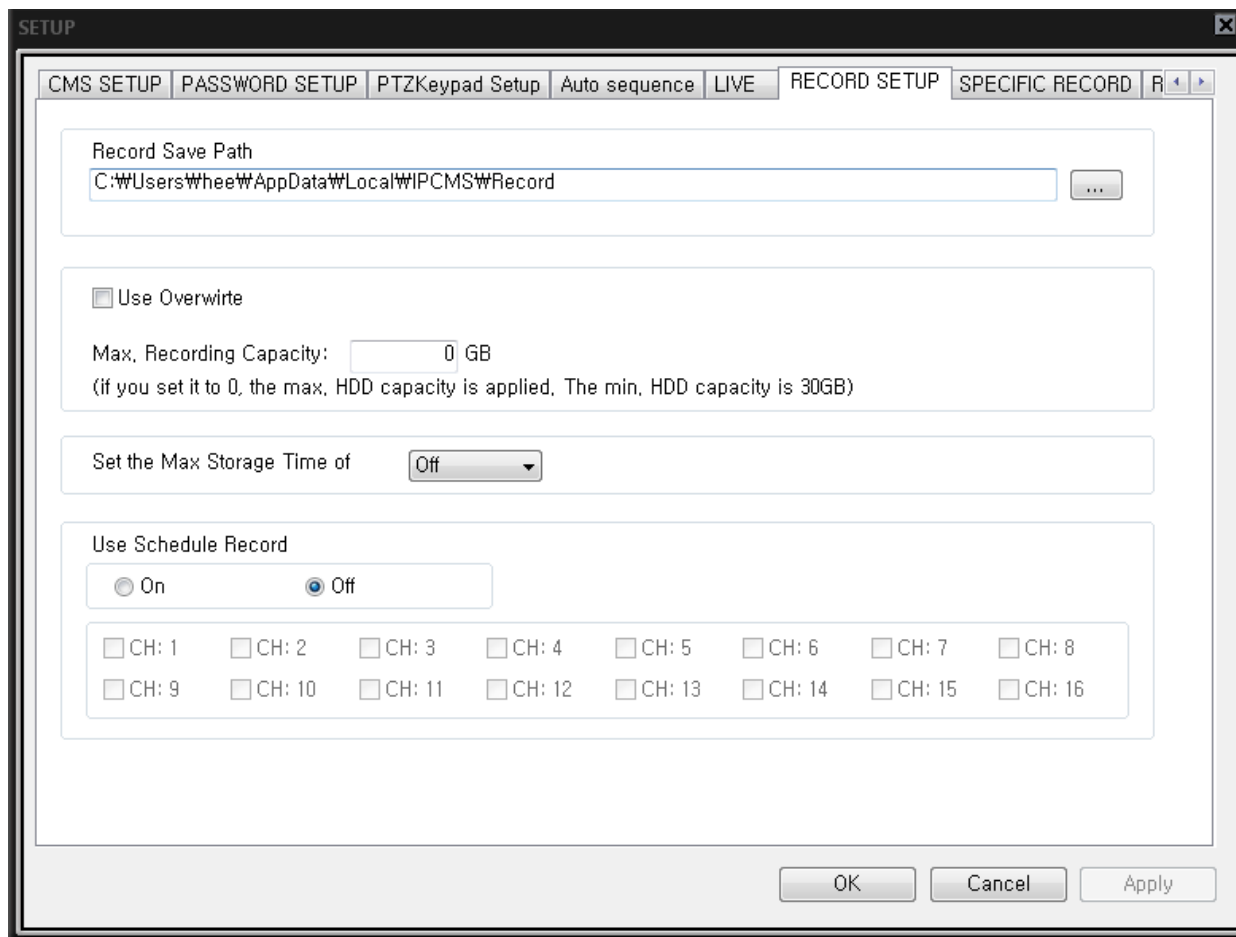 SETUP
CMS SETUP PASSWORD SETUP PTZKeypad Setup Auto sequence LIVE RECORD SETUP SPECIFIC RECORD R
Record Save Path
C:₩Users₩hee₩AppData₩Local₩IPCMS₩Record
...
Use Overwirte
Max, Recording Capacity: 0 GB
(if you set it to 0, the max, HDD capacity is applied, The min, HDD capacity is 30GB)
Set the Max Storage Time of Off
Use Schedule Record
On Off
CH: 1 CH: 2 CH: 3 CH: 4 CH: 5 CH: 6 CH: 7 CH: 8
CH: 9 CH: 10 CH: 11 CH: 12 CH: 13 CH: 14 CH: 15 CH: 16
OK Cancel Apply